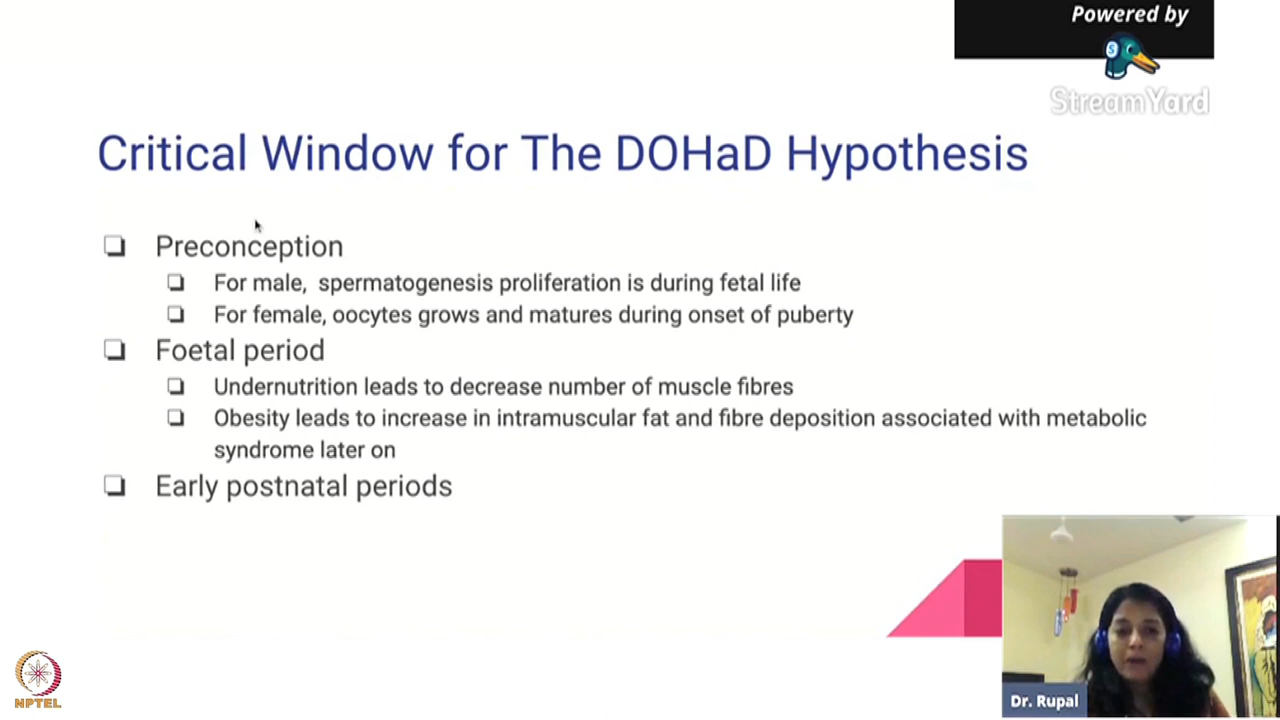 Powered by
StreamYard
Critical Window for The DOHaD Hypothesis
Preconception
For male, spermatogenesis proliferation is during fetal life
For female, oocytes grows and matures during onset of puberty
Foetal period
Undernutrition leads to decrease number of muscle fibres
Obesity leads to increase in intramuscular fat and fibre deposition associated with metabolic
syndrome later on
Early postnatal periods
Dr. Rupal
NPTEL